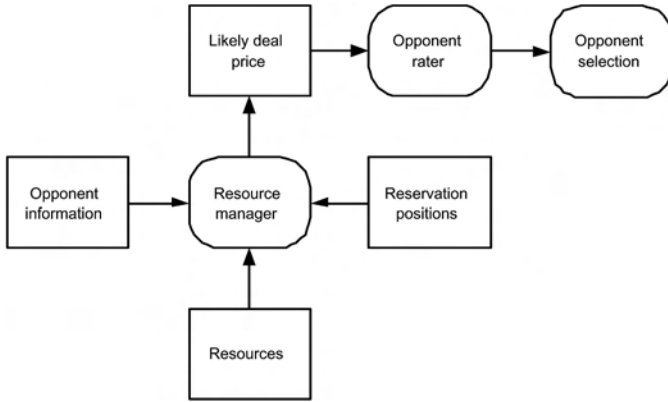 Likely deal
price
Opponent
rater
Opponent
selection
Opponent
information
Resource
manager
Reservation
positions
Resources